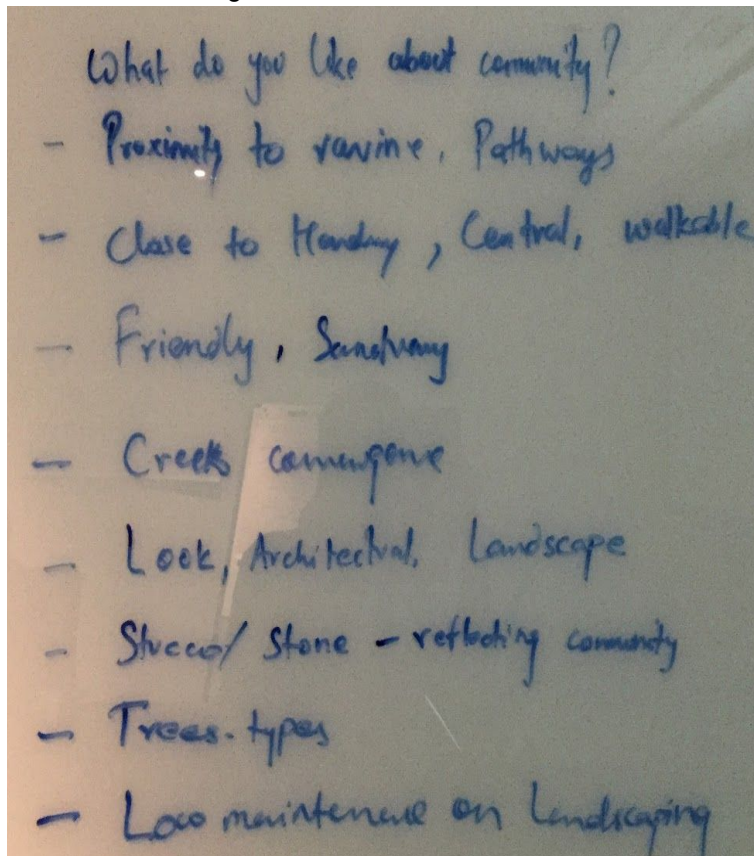 What do you like about community?
- Proximity to ravine, Pathways
- Close to , Central, walkable
- Friendly, Sanctuary
- Creeks convergence
- Look, Architectural, Landscape
- Stucco/ Stone - reflecting community
- Trees-types
- Low maintenance on Landscaping